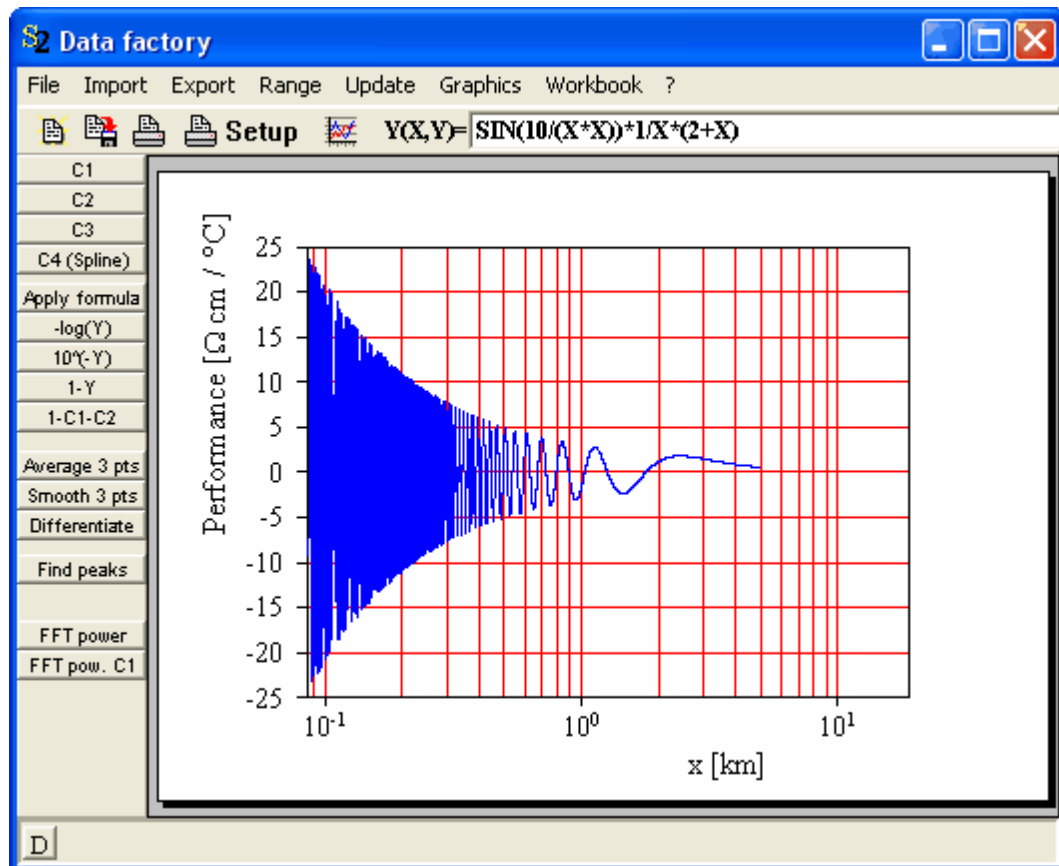 S2 Data factory
File Import Export Range Update Graphics Workbook ?
Setup Y(X,Y)= SIN(10/(X*X))*1/X*(2+X)
C1
C2
C3
C4 (Spline)
Apply formula
-log(Y)
10^(-Y)
1-Y
1-C1-C2
Average 3 pts
Smooth 3 pts
Differentiate
Find peaks
FFT power
FFT pow. C1
Performance [Ω cm / °C]
25
20
15
10
5
0
-5
-10
-15
-20
-25
10-1 100 101
x [km]
D